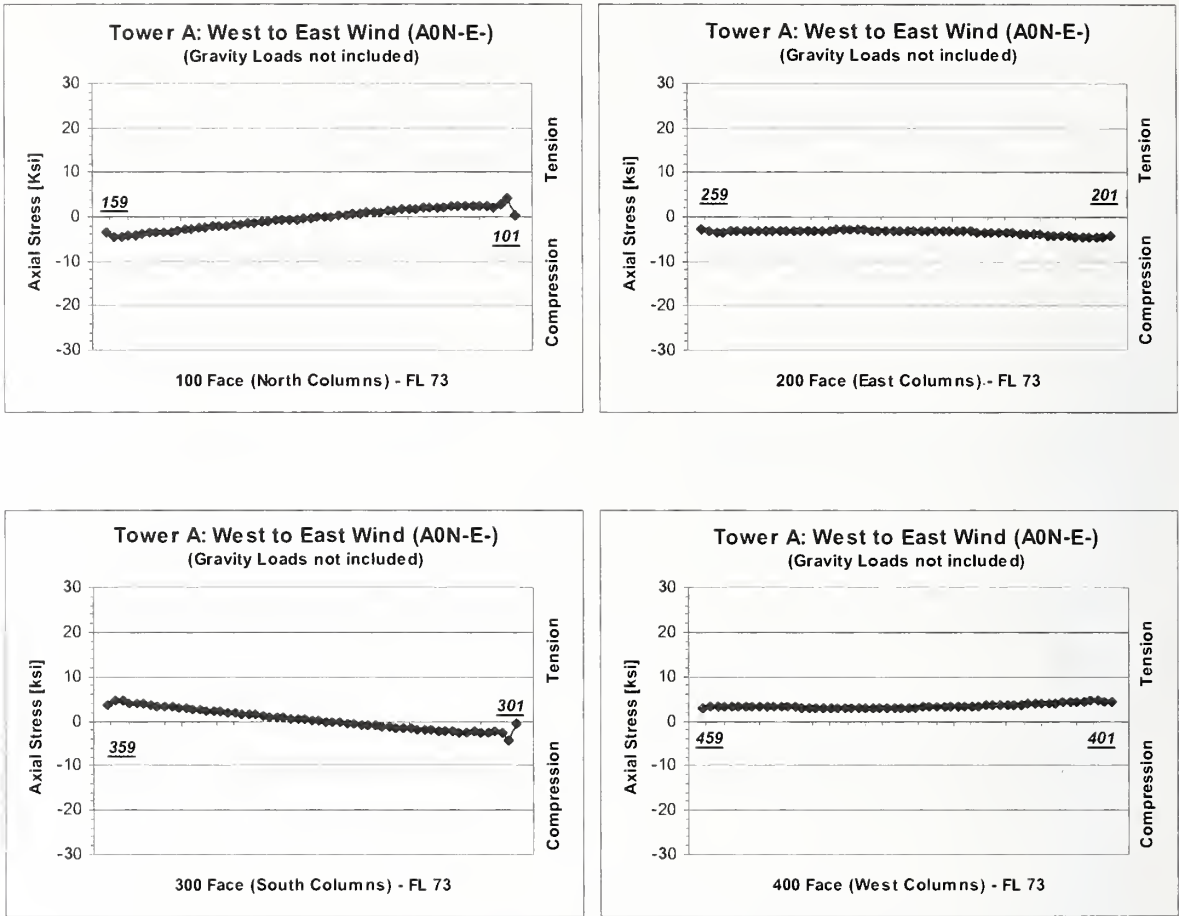 Tower A: West to East Wind (A0N-E-)
(Gravity Loads not included)
30
20
10
0
-10
-20
-30
Axial Stress [Ksi]
Tension
Compression
159
101
100 Face (North Columns) - FL 73
Tower A: West to East Wind (A0N-E-)
(Gravity Loads not included)
30
20
10
0
-10
-20
-30
Axial Stress [ksi]
Tension
Compression
259
201
200 Face (East Columns) - FL 73
Tower A: West to East Wind (A0N-E-)
(Gravity Loads not included)
30
20
10
0
-10
-20
-30
Axial Stress [ksi]
Tension
Compression
359
301
300 Face (South Columns) - FL 73
Tower A: West to East Wind (A0N-E-)
(Gravity Loads not included)
30
20
10
0
-10
-20
-30
Axial Stress [ksi]
Tension
Compression
459
401
400 Face (West Columns) - FL 73